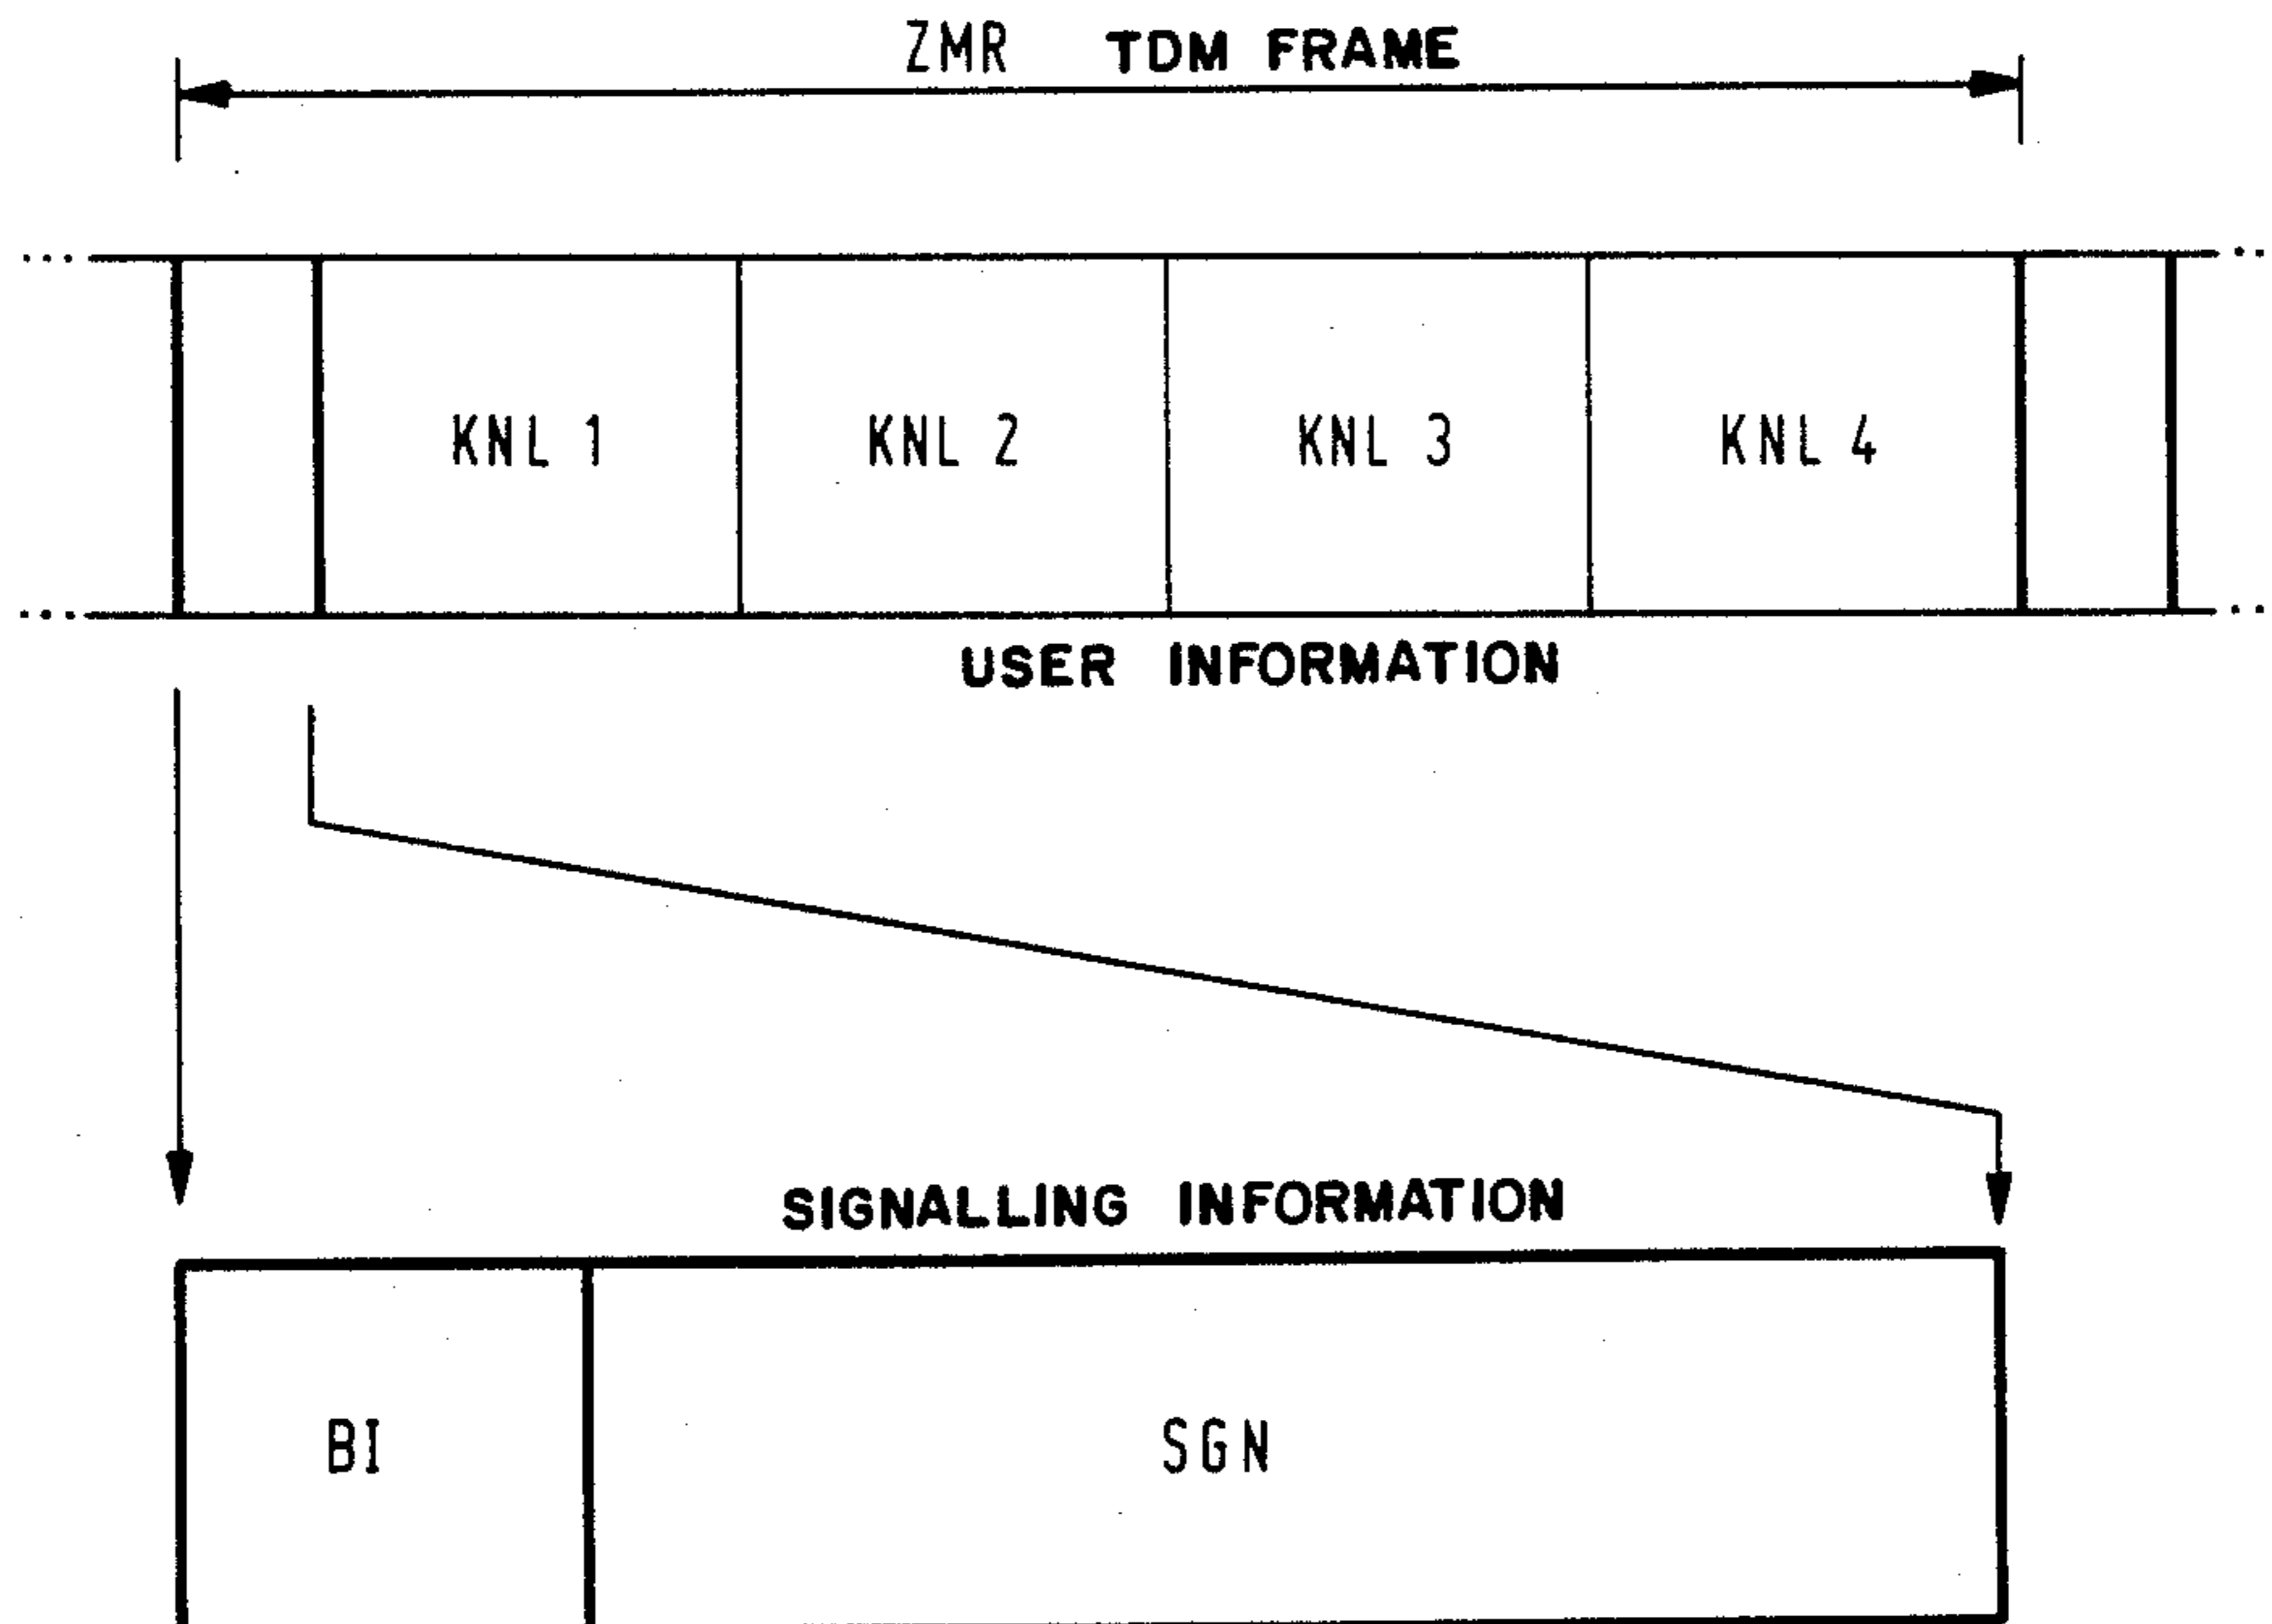 ZMR TDM FRAME
KNL 1 KNL 2 KNL 3 KNL 4
USER INFORMATION
SIGNALLING INFORMATION
BI SGN